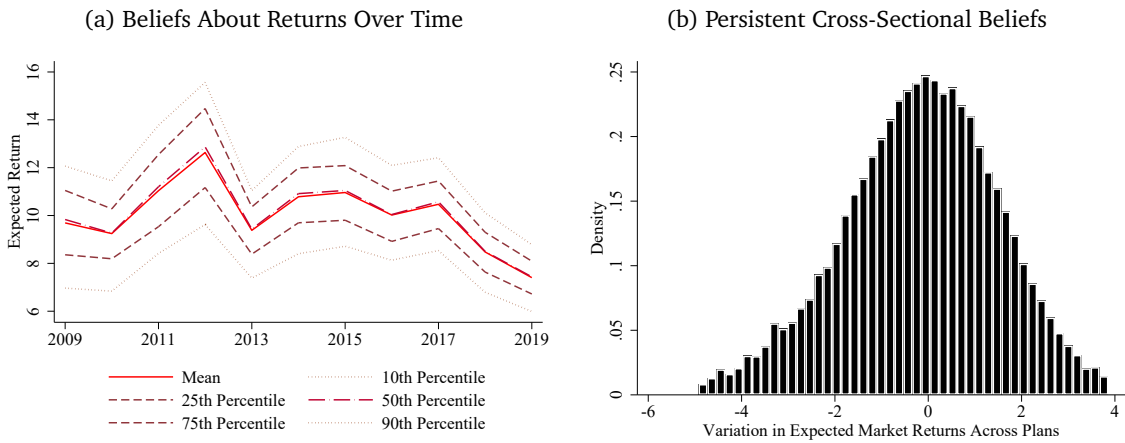 (a) Beliefs About Returns Over Time
Expected Return
16
14
12
10
8
6
2009 2011 2013 2015 2017 2019
Mean 10th Percentile
25th Percentile 50th Percentile
75th Percentile 90th Percentile
(b) Persistent Cross-Sectional Beliefs
Density
.25
.2
.15
.1
.05
0
-6 -4 -2 0 2 4
Variation in Expected Market Returns Across Plans